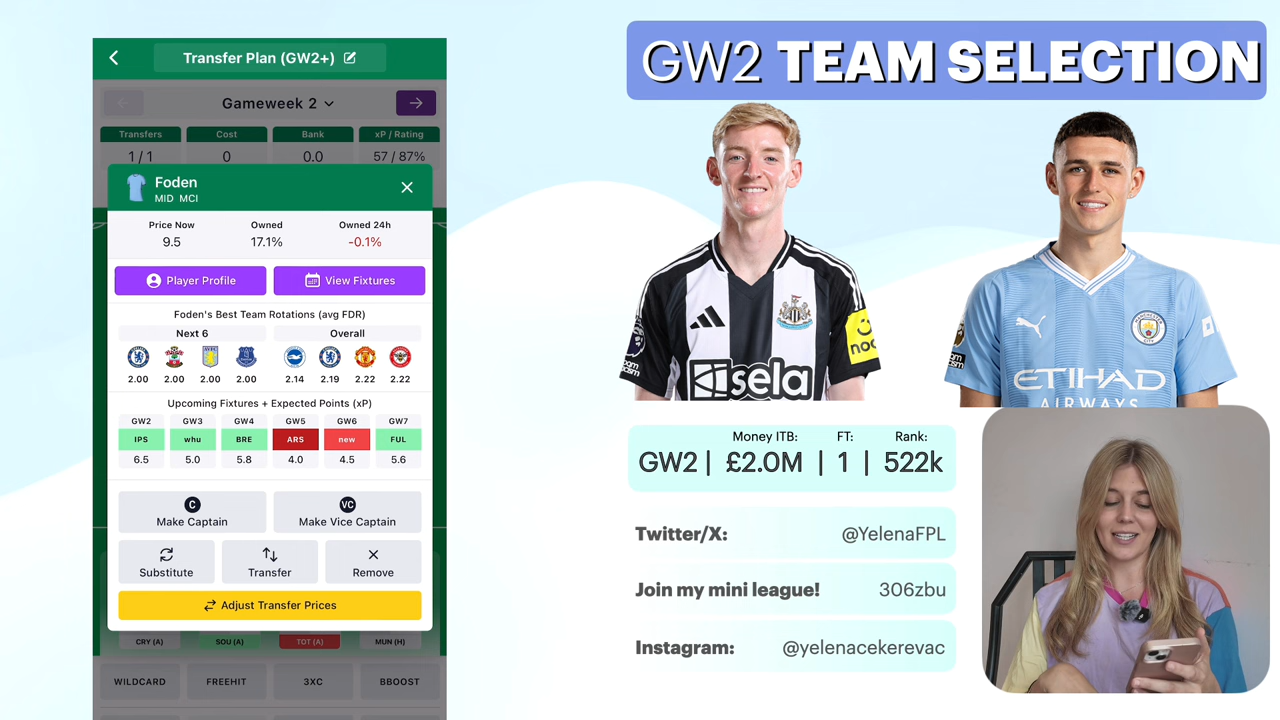 Transfer Plan (GW2+)
Gameweek 2
Transfers Cost Bank xP / Rating
1 / 1 0 0.0 57 / 87%
Foden
MID MCI
Price Now Owned Owned 24h
9.5 17.1% -0.1%
Player Profile View Fixtures
Foden's Best Team Rotations (avg FDR)
Next 6 Overall
2.00 2.00 2.00 2.00 2.14 2.19 2.22 2.22
Upcoming Fixtures + Expected Points (xP)
GW2 GW3 GW4 GW5 GW6 GW7
IPS whu BRE ARS new FUL
6.5 5.0 5.8 4.0 4.5 5.6
C VC
Make Captain Make Vice Captain
Substitute Transfer Remove
Adjust Transfer Prices
CRY (A) SOU (A) TOT (A) MUN (H)
WILDCARD FREEHIT 3XC BBOOST
GW2 TEAM SELECTION
sela
noo
MANCHESTER
CITY
ETIHAD
AIRWAYS
Money ITB: FT: Rank:
GW2 | £2.0M | 1 | 522k
Twitter/X: @YelenaFPL
Join my mini league! 306zbu
Instagram: @yelenacekerevac